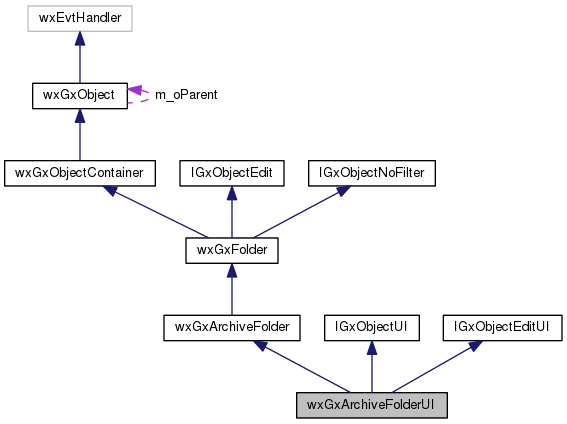 wxEvtHandler
wxGxObject
m_oParent
wxGxObjectContainer
IGxObjectEdit
IGxObjectNoFilter
wxGxFolder
wxGxArchiveFolder
IGxObjectUI
IGxObjectEditUI
wxGxArchiveFolderUI